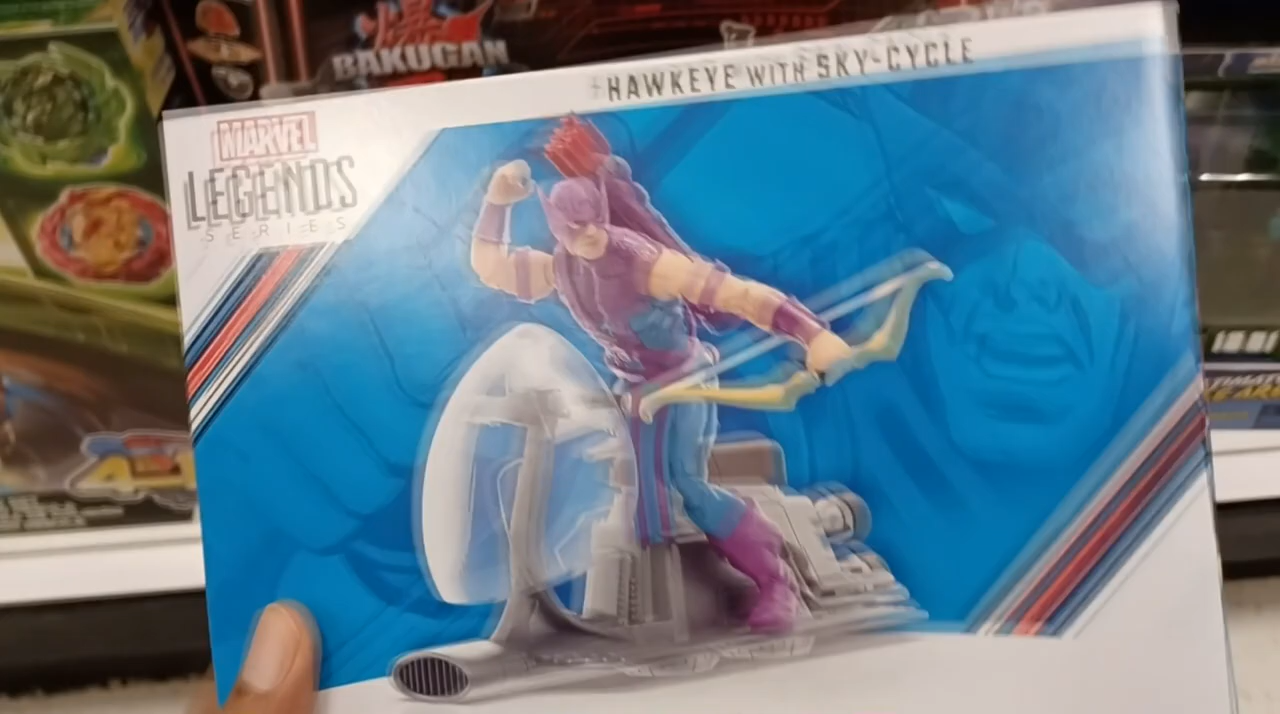 BAKUGAN
HAWKEYE WITH SKY-CYCLE
MARVEL
LEGENDS
SERIES